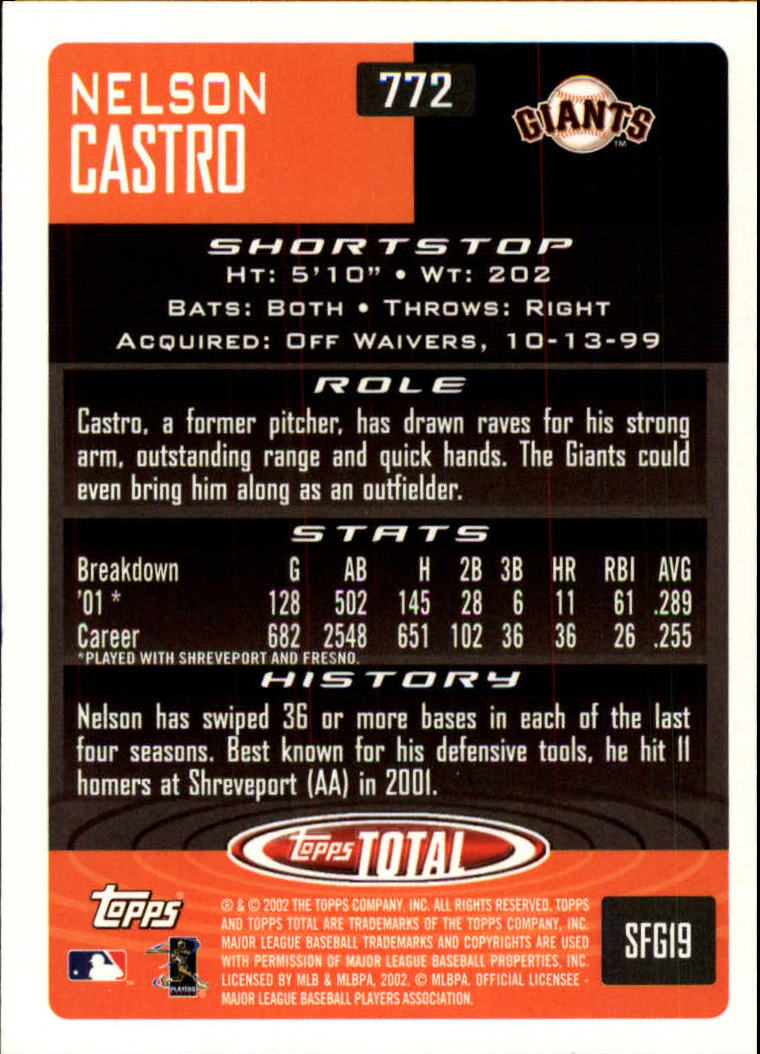 NELSON
CASTRO
772
GIANTS
TM
SHORTSTOP
HT: 5'10" • WT: 202
BATS: BOTH • THROWS: RIGHT
ACQUIRED: OFF WAIVERS, 10-13-99
ROLE
Castro, a former pitcher, has drawn raves for his strong
arm, outstanding range and quick hands. The Giants could
even bring him along as an outfielder.
STATS
Breakdown G AB H 2B 3B HR RBI AVG
'01 * 128 502 145 28 6 11 61 .289
Career 682 2548 651 102 36 36 26 .255
*PLAYED WITH SHREVEPORT AND FRESNO.
HISTORY
Nelson has swiped 36 or more bases in each of the last
four seasons. Best known for his defensive tools, he hit 11
homers at Shreveport (AA) in 2001.
topps TOTAL
topps
® & © 2002 THE TOPPS COMPANY, INC. ALL RIGHTS RESERVED. TOPPS
AND TOPPS TOTAL ARE TRADEMARKS OF THE TOPPS COMPANY, INC.
MAJOR LEAGUE BASEBALL TRADEMARKS AND COPYRIGHTS ARE USED
WITH PERMISSION OF MAJOR LEAGUE BASEBALL PROPERTIES, INC.
LICENSED BY MLB & MLBPA, 2002, © MLBPA. OFFICIAL LICENSEE -
MAJOR LEAGUE BASEBALL PLAYERS ASSOCIATION.
SFG19
PLAYERS